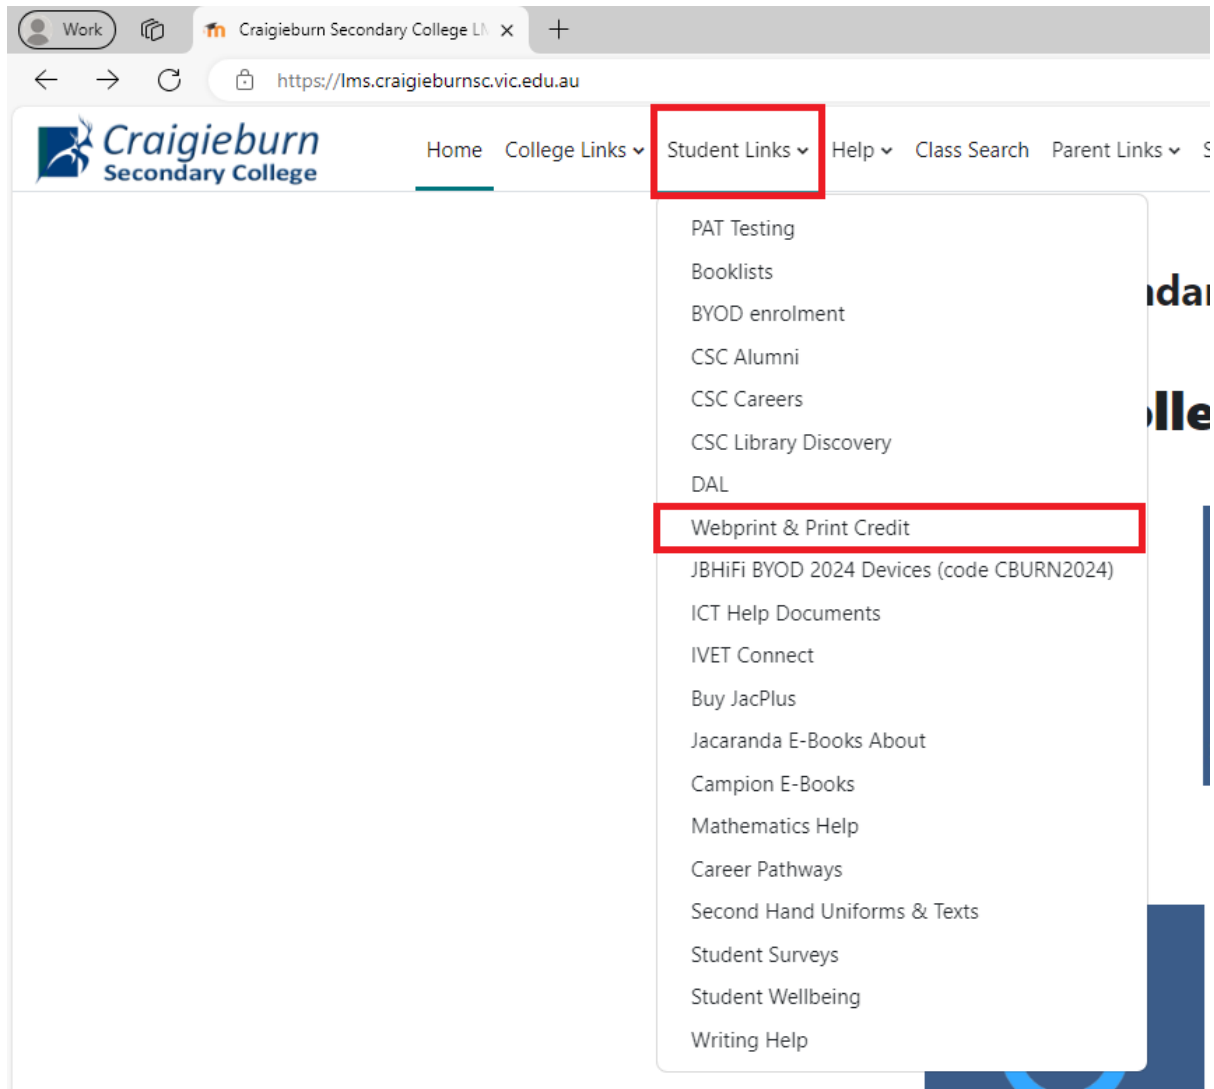 Work
Craigieburn Secondary College LM
https://lms.craigieburnsc.vic.edu.au
Craigieburn
Secondary College
Home College Links Student Links Help Class Search Parent Links S
PAT Testing
Booklists
BYOD enrolment
CSC Alumni
CSC Careers
CSC Library Discovery
DAL
Webprint & Print Credit
JBHiFi BYOD 2024 Devices (code CBURN2024)
ICT Help Documents
IVET Connect
Buy JacPlus
Jacaranda E-Books About
Campion E-Books
Mathematics Help
Career Pathways
Second Hand Uniforms & Texts
Student Surveys
Student Wellbeing
Writing Help